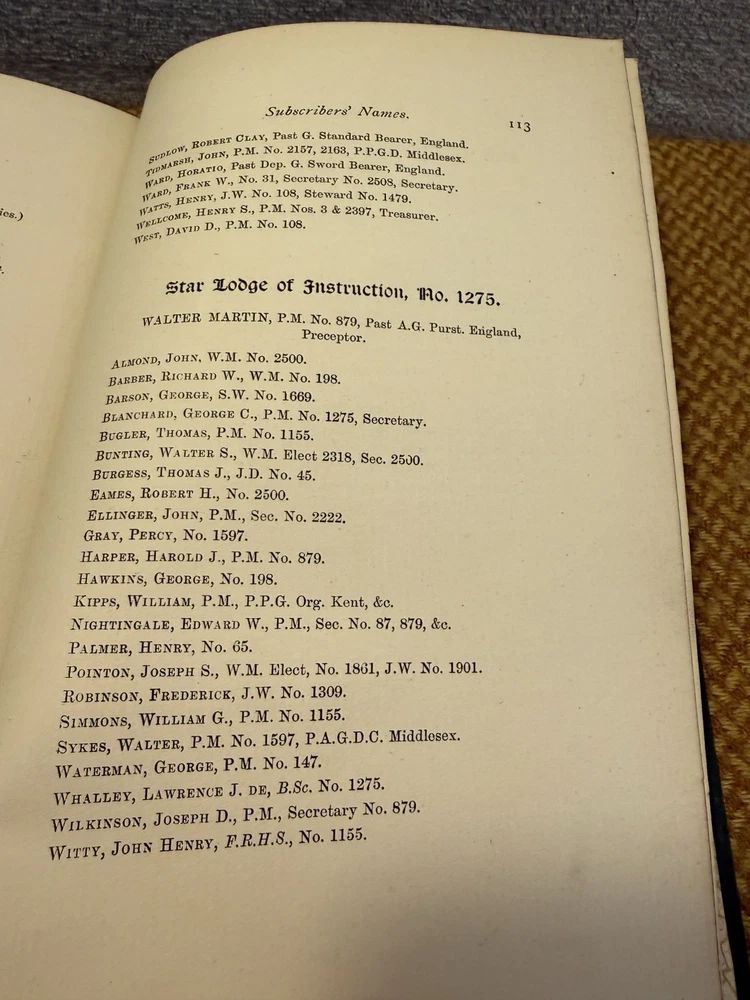 ies.)
Subscribers' Names.
113
SUDLOW, ROBERT CLAY, Past G. Standard Bearer, England.
TIDMARSH, JOHN, P.M. No. 2157, 2163, P.P.G.D. Middlesex.
WARD, HORATIO, Past Dep. G. Sword Bearer, England.
WARD, FRANK W., No. 31, Secretary No. 2508, Secretary.
WATTS, HENRY, J.W. No. 108, Steward No. 1479.
WELLCOME, HENRY S., P.M. Nos. 3 & 2397, Treasurer.
WEST, DAVID D., P.M. No. 108.
Star Lodge of Instruction, No. 1275.
WALTER MARTIN, P.M. No. 879, Past A.G. Purst. England,
Preceptor.
ALMOND, JOHN, W.M. No. 2500.
BARBER, RICHARD W., W.M. No. 198.
BARSON, GEORGE, S.W. No. 1669.
BLANCHARD, GEORGE C., P.M. No. 1275, Secretary.
BUGLER, THOMAS, P.M. No. 1155.
BUNTING, WALTER S., W.M. Elect 2318, Sec. 2500.
BURGESS, THOMAS J., J.D. No. 45.
EAMES, ROBERT H., No. 2500.
ELLINGER, JOHN, P.M., Sec. No. 2222.
GRAY, PERCY, No. 1597.
HARPER, HAROLD J., P.M. No. 879.
HAWKINS, GEORGE, No. 198.
KIPPS, WILLIAM, P.M., P.P.G. Org. Kent, &c.
NIGHTINGALE, EDWARD W., P.M., Sec. No. 87, 879, &c.
PALMER, HENRY, No. 65.
POINTON, JOSEPH S., W.M. Elect, No. 1861, J.W. No. 1901.
ROBINSON, FREDERICK, J.W. No. 1309.
SIMMONS, WILLIAM G., P.M. No. 1155.
SYKES, WALTER, P.M. No. 1597, P.A.G.D.C. Middlesex.
WATERMAN, GEORGE, P.M. No. 147.
WHALLEY, LAWRENCE J. DE, B.Sc. No. 1275.
WILKINSON, JOSEPH D., P.M., Secretary No. 879.
WITTY, JOHN HENRY, F.R.H.S., No. 1155.